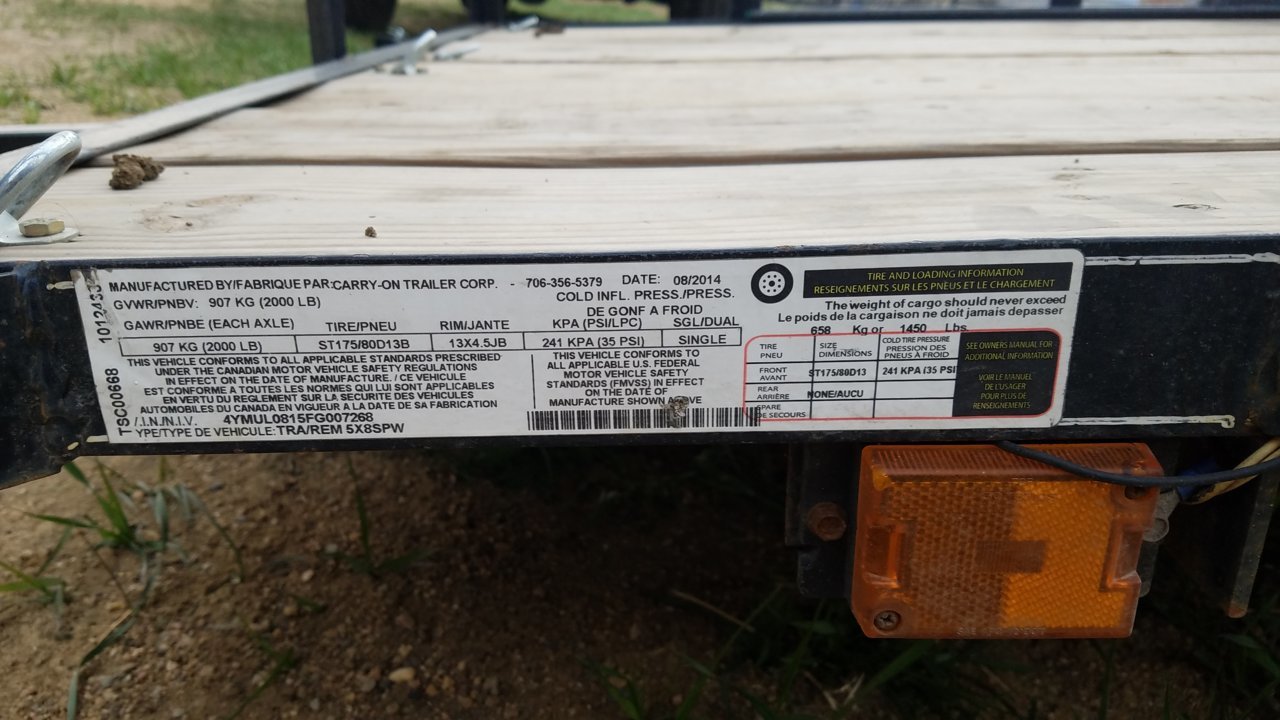 MANUFACTURED BY/FABRIQUE PAR:CARRY-ON TRAILER CORP. - 706-356-5379 DATE: 08/2014
GVWR/PNBV: 907 KG (2000 LB)
COLD INFL. PRESS./PRESS.
DE GONF A FROID
GAWR/PNBE (EACH AXLE) TIRE/PNEU RIM/JANTE KPA (PSI/LPC) SGL/DUAL
907 KG (2000 LB) ST175/80D13B 13X4.5JB 241 KPA (35 PSI) SINGLE
THIS VEHICLE CONFORMS TO ALL APPLICABLE STANDARDS PRESCRIBED
UNDER THE CANADIAN MOTOR VEHICLE SAFETY REGULATIONS
IN EFFECT ON THE DATE OF MANUFACTURE. / CE VEHICULE
EST CONFORME A TOUTES LES NORMES QUI LUI SONT APPLICABLES
EN VERTU DU REGLEMENT SUR LA SECURITE DES VEHICULES
AUTOMOBILES DU CANADA EN VIGUEUR A LA DATE DE SA FABRICATION
THIS VEHICLE CONFORMS TO
ALL APPLICABLE U.S. FEDERAL
MOTOR VEHICLE SAFETY
STANDARDS (FMVSS) IN EFFECT
ON THE DATE OF
MANUFACTURE SHOWN ABOVE
/.I.N./N.I.V. 4YMUL0815FG007268
YPE/TYPE DE VEHICULE: TRA/REM 5X8SPW
TSC00668
TIRE AND LOADING INFORMATION
RESEIGNEMENTS SUR LES PNEUS ET LE CHARGEMENT
The weight of cargo should never exceed
Le poids de la cargaison ne doit jamais depasser
658 Kg or 1450 Lbs.
TIRE
PNEU
SIZE
DIMENSIONS
COLD TIRE PRESSURE
PRESSION DES
PNEUS À FROID
FRONT
AVANT
ST175/80D13
241 KPA (35 PSI
REAR
ARRIÈRE
NONE/AUCU
SPARE
DE SECOURS
SEE OWNERS MANUAL FOR
ADDITIONAL INFORMATION
VOIR LE MANUEL
DE L'USAGER
POUR PLUS DE
RENSEIGNEMENTS